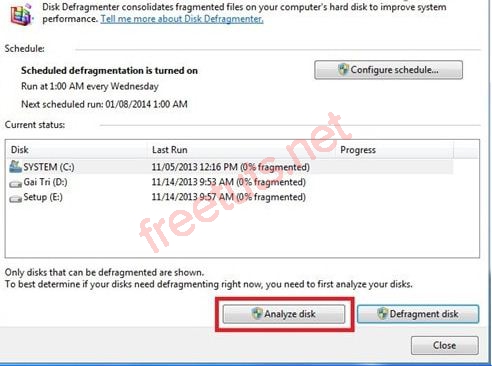 Disk Defragmenter consolidates fragmented files on your computer's hard disk to improve system
performance. Tell me more about Disk Defragmenter.
Schedule:
Scheduled defragmentation is turned on
Configure schedule...
Run at 1:00 AM every Wednesday
Next scheduled run: 01/08/2014 1:00 AM
Current status:
Disk Last Run Progress
SYSTEM (C:) 11/05/2013 12:16 PM (0% fragmented)
Gai Tri (D:) 11/14/2013 9:53 AM (0% fragmented)
Setup (E:) 11/14/2013 9:57 AM (0% fragmented)
freetuts.net
Only disks that can be defragmented are shown.
To best determine if your disks need defragmenting right now, you need to first analyze your disks.
Analyze disk Defragment disk
Close